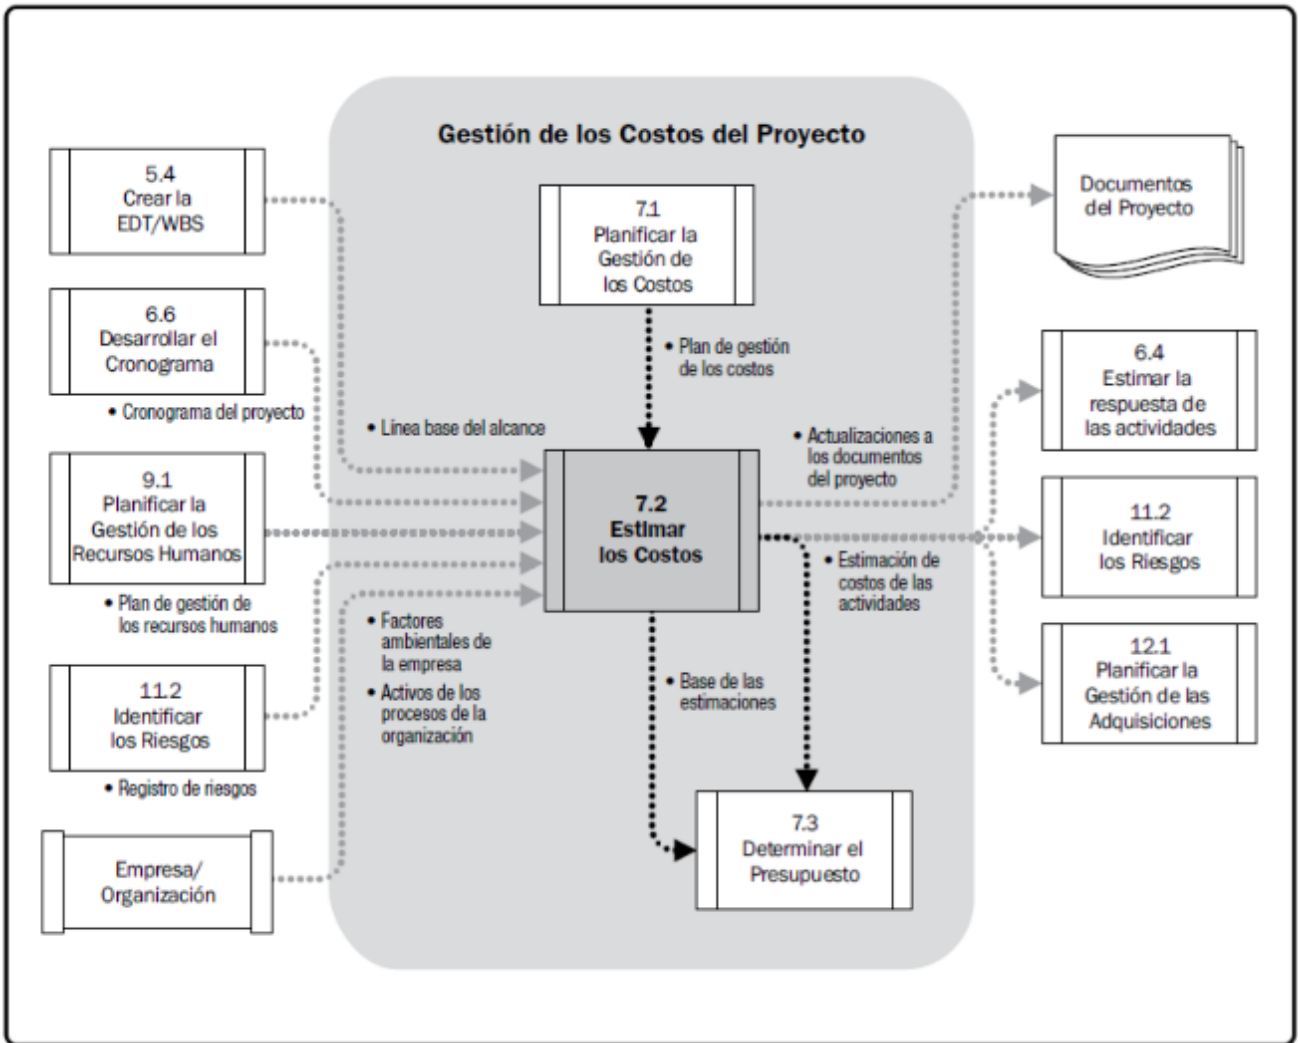 Gestión de los Costos del Proyecto
5.4
Crear la
EDT/WBS
7.1
Planificar la
Gestión de
los Costos
Documentos
del Proyecto
6.6
Desarrollar el
Cronograma
• Cronograma del proyecto
• Plan de gestión
de los costos
6.4
Estimar la
respuesta de
las actividades
• Línea base del alcance
• Actualizaciones a
los documentos
del proyecto
9.1
Planificar la
Gestión de los
Recursos Humanos
• Plan de gestión de
los recursos humanos
7.2
Estimar
los Costos
11.2
Identificar
los Riesgos
• Estimación de
costos de las
actividades
• Factores
ambientales de
la empresa
• Activos de los
procesos de la
organización
• Base de las
estimaciones
12.1
Planificar la
Gestión de las
Adquisiciones
11.2
Identificar
los Riesgos
• Registro de riesgos
7.3
Determinar el
Presupuesto
Empresa/
Organización